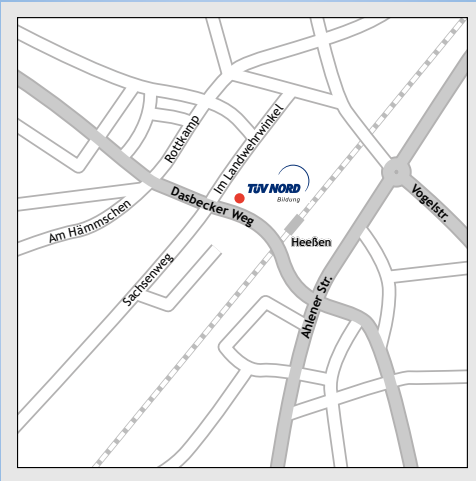 Rottkamp
Im Landwehrwinkel
TÜV NORD
Bildung
Vogelstr.
Dasbecker Weg
Am Hämmschen
Heeßen
Sachsenweg
Ahlener Str.